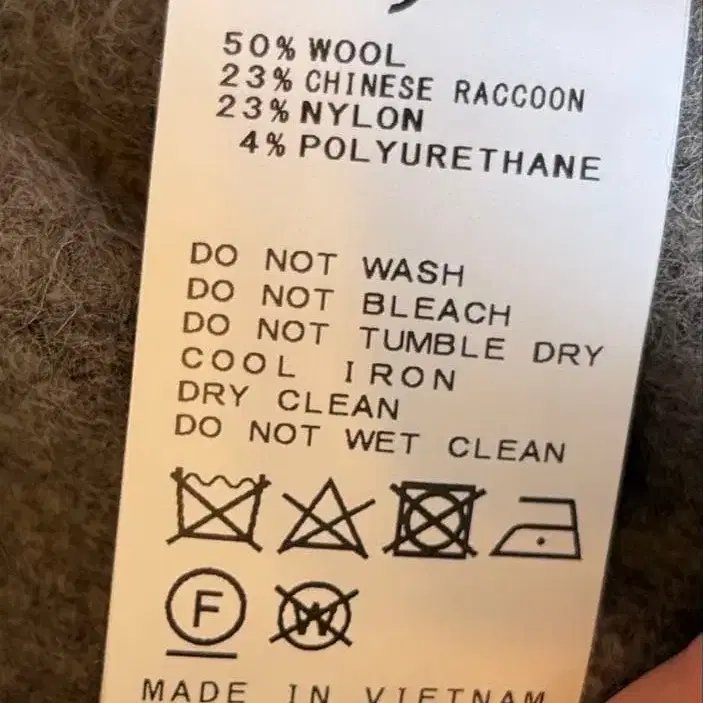 50% WOOL
23% CHINESE RACCOON
23% NYLON
4% POLYURETHANE
DO NOT WASH
DO NOT BLEACH
DO NOT TUMBLE DRY
COOL IRON
DRY CLEAN
DO NOT WET CLEAN
F W
MADE IN VIETNAM